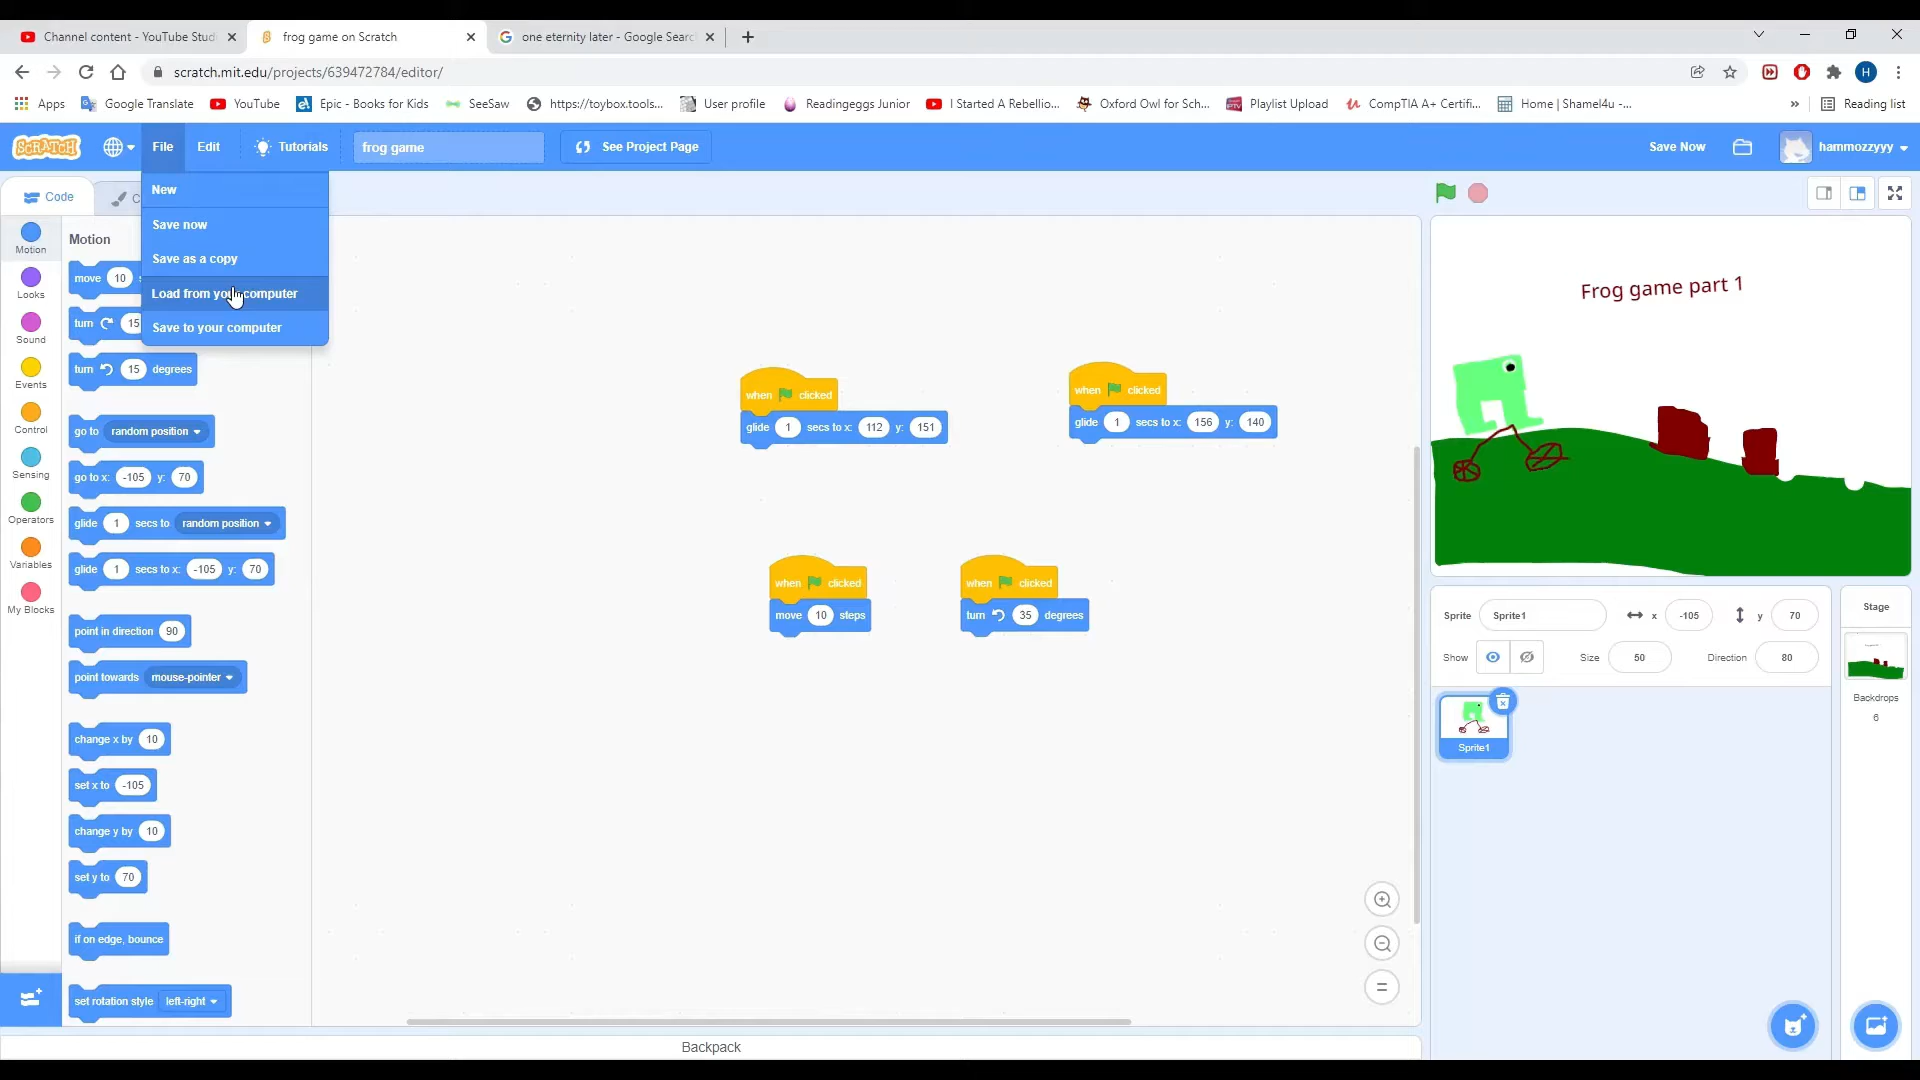 Channel content - YouTube Stud
frog game on Scratch
one eternity later - Google Searc
scratch.mit.edu/projects/639472784/editor/
H
Apps
Google Translate
YouTube
Epic - Books for Kids
SeeSaw
https://toybox.tools...
User profile
Readingeggs Junior
I Started A Rebellio...
Oxford Owl for Sch...
Playlist Upload
CompTIA A+ Certifi...
Home | Shamel4u -...
»
Reading list
SCRATCH
File
Edit
Tutorials
frog game
See Project Page
Save Now
hammozzyyy
New
Save now
Save as a copy
Load from your computer
Save to your computer
Code
C
Motion
Looks
Sound
Events
Control
Sensing
Operators
Variables
My Blocks
Motion
move 10 s
turn 15
turn 15 degrees
go to random position
go to x: -105 y: 70
glide 1 secs to random position
glide 1 secs to x: -105 y: 70
point in direction 90
point towards mouse-pointer
change x by 10
set x to -105
change y by 10
set y to 70
if on edge, bounce
set rotation style left-right
when clicked
glide 1 secs to x: 112 y: 151
when clicked
glide 1 secs to x: 156 y: 140
when clicked
move 10 steps
when clicked
turn 35 degrees
Backpack
Frog game part 1
Sprite Sprite1 x -105 y 70
Show Size 50 Direction 80
Sprite1
Stage
Backdrops
6